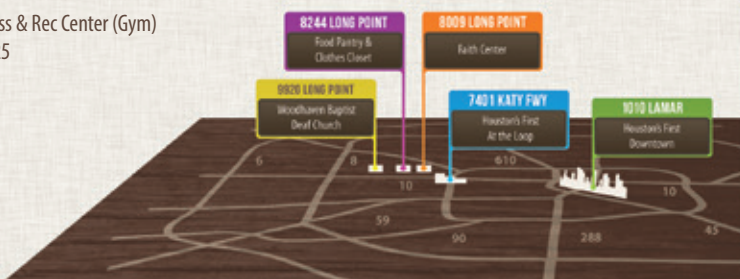 ss & Rec Center (Gym)
5
8244 LONG POINT
Food Pantry &
Clothes Closet
8009 LONG POINT
Faith Center
9920 LONG POINT
Woodhaven Baptist
Deaf Church
7401 KATY FWY
Houston's First
At the Loop
1010 LAMAR
Houston's First
Downtown
6
8
610
10
10
59
90
288
45